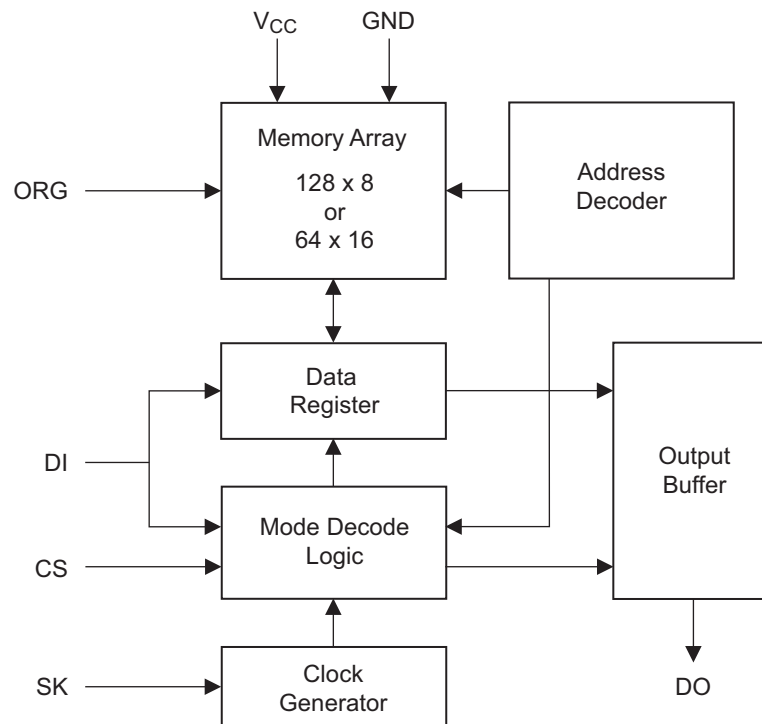 VCC
GND
Memory Array
128 x 8
or
64 x 16
ORG
Address
Decoder
Data
Register
DI
Output
Buffer
Mode Decode
Logic
CS
Clock
Generator
SK
DO